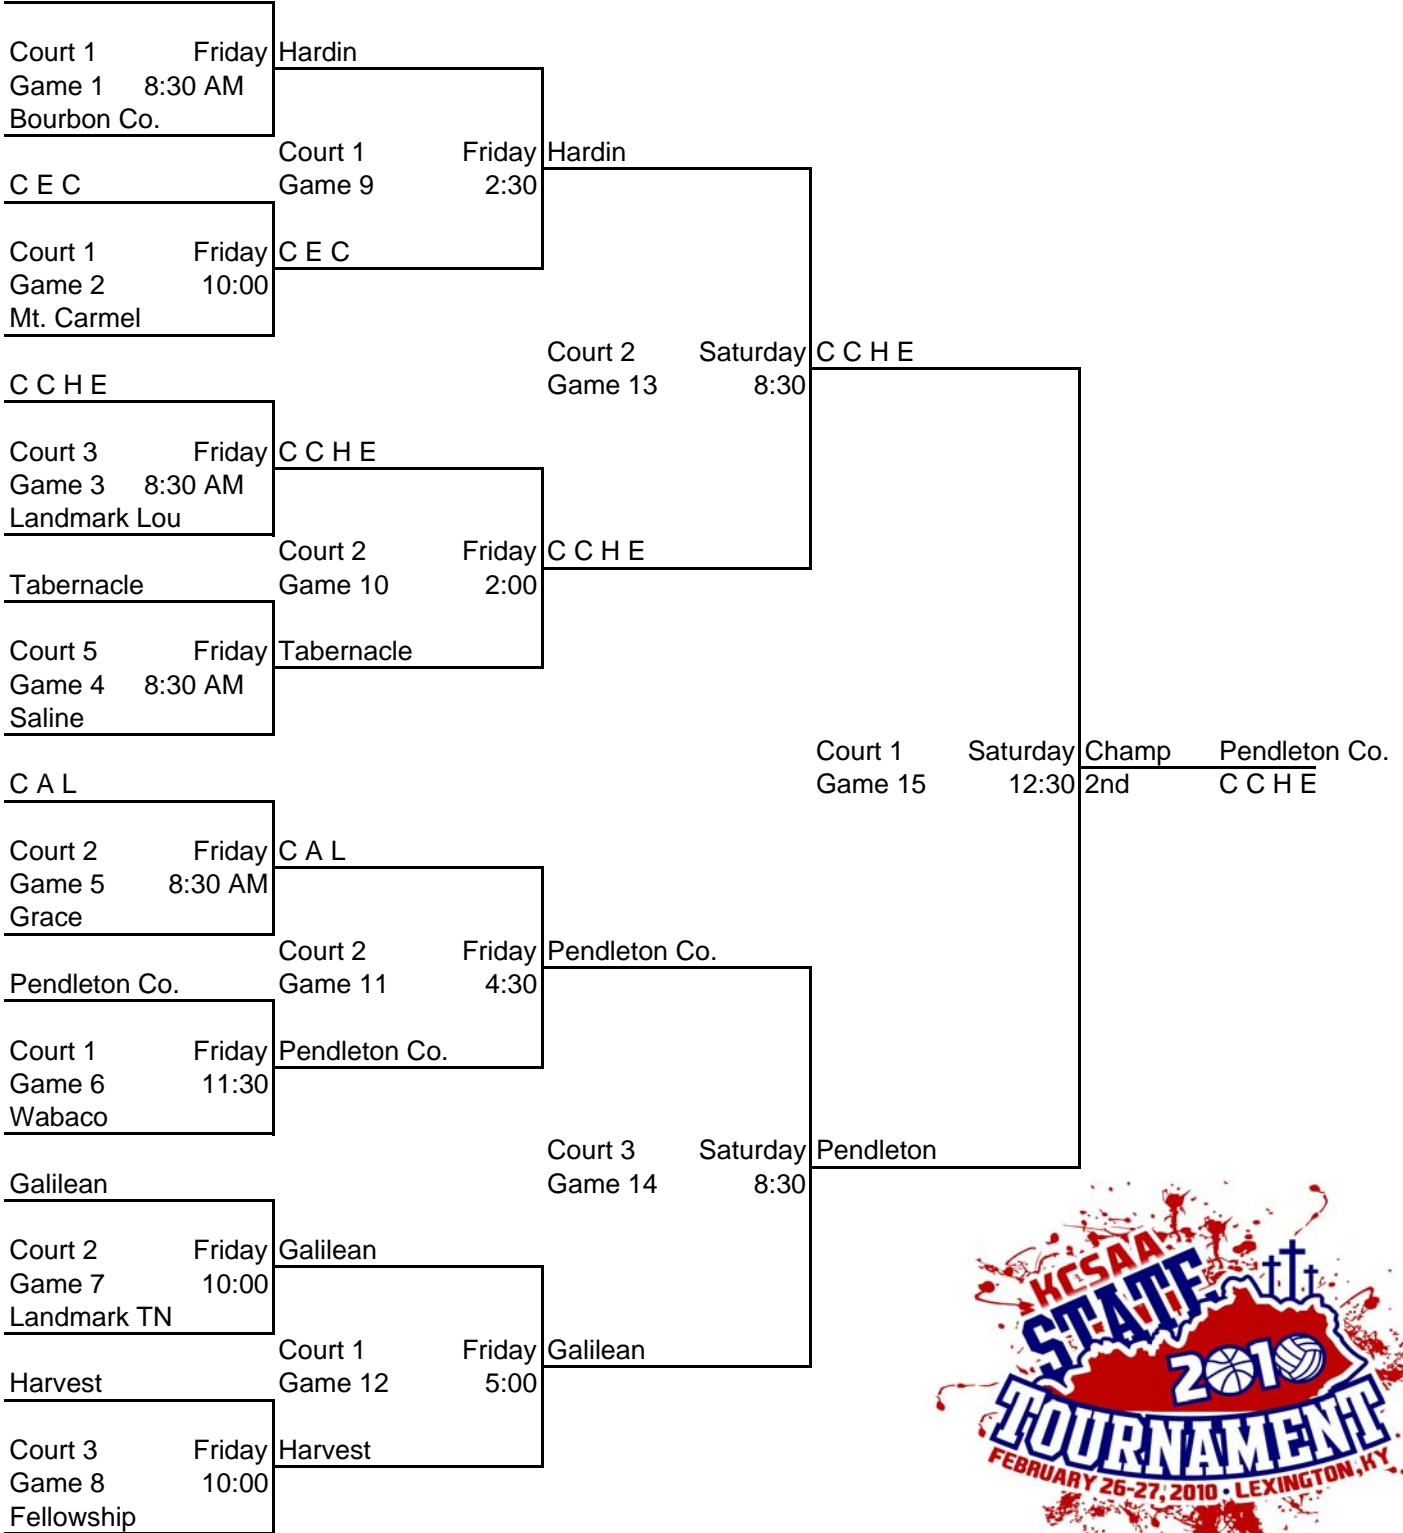 Court 1 Friday Hardin
Game 1 8:30 AM
Bourbon Co.
Court 1 Friday Hardin
C E C Game 9 2:30
Court 1 Friday C E C
Game 2 10:00
Mt. Carmel
Court 2 Saturday C C H E
C C H E Game 13 8:30
Court 3 Friday C C H E
Game 3 8:30 AM
Landmark Lou
Court 2 Friday C C H E
Tabernacle Game 10 2:00
Court 5 Friday Tabernacle
Game 4 8:30 AM
Saline
Court 1 Saturday Champ Pendleton Co.
C A L Game 15 12:30 2nd C C H E
Court 2 Friday C A L
Game 5 8:30 AM
Grace
Court 2 Friday Pendleton Co.
Pendleton Co. Game 11 4:30
Court 1 Friday Pendleton Co.
Game 6 11:30
Wabaco
Court 3 Saturday Pendleton
Galilean Game 14 8:30
Court 2 Friday Galilean
Game 7 10:00
Landmark TN
Court 1 Friday Galilean
Harvest Game 12 5:00
Court 3 Friday Harvest
Game 8 10:00
Fellowship
KCSAA
STATE
2010
TOURNAMENT
FEBRUARY 26-27, 2010 • LEXINGTON, KY